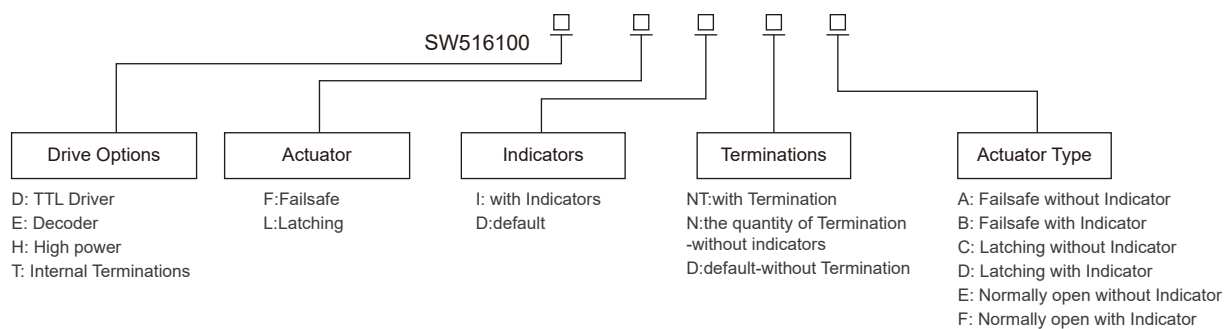 SW516100 □ □ □ □ □
Drive Options
D: TTL Driver
E: Decoder
H: High power
T: Internal Terminations
Actuator
F:Failsafe
L:Latching
Indicators
I: with Indicators
D:default
Terminations
NT:with Termination
N:the quantity of Termination
-without indicators
D:default-without Termination
Actuator Type
A: Failsafe without Indicator
B: Failsafe with Indicator
C: Latching without Indicator
D: Latching with Indicator
E: Normally open without Indicator
F: Normally open with Indicator